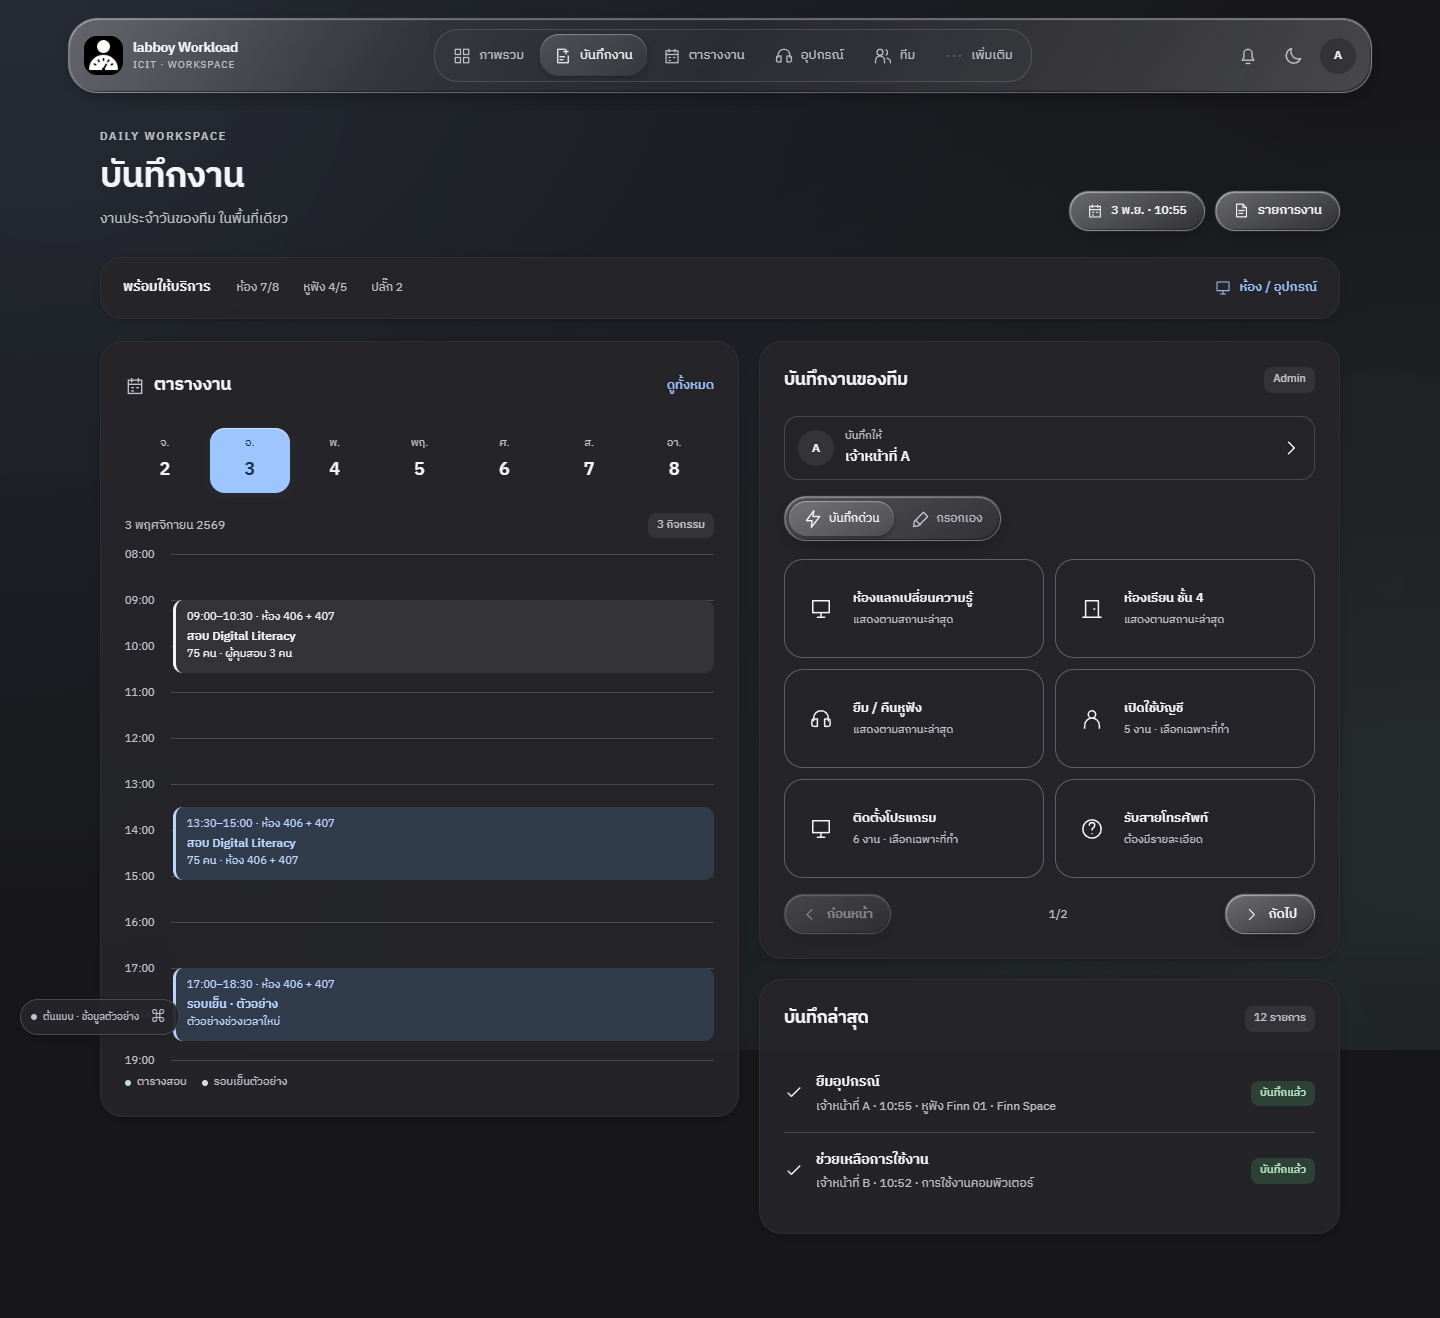 labboy Workload
ICIT · WORKSPACE
ภาพรวม
บันทึกงาน
ตารางงาน
อุปกรณ์
ทีม
··· เพิ่มเติม
A
DAILY WORKSPACE
บันทึกงาน
งานประจำวันของทีม ในพื้นที่เดียว
3 พ.ย. · 10:55
รายการงาน
พร้อมให้บริการ
ห้อง 7/8
หูฟัง 4/5
ปลั๊ก 2
ห้อง / อุปกรณ์
ตารางงาน
ดูทั้งหมด
จ.
อ.
พ.
พฤ.
ศ.
ส.
อา.
2
3
4
5
6
7
8
3 พฤศจิกายน 2569
3 กิจกรรม
08:00
09:00
09:00–10:30 · ห้อง 406 + 407
สอบ Digital Literacy
75 คน · ผู้คุมสอบ 3 คน
10:00
11:00
12:00
13:00
13:30–15:00 · ห้อง 406 + 407
14:00
สอบ Digital Literacy
75 คน · ห้อง 406 + 407
15:00
16:00
17:00
17:00–18:30 · ห้อง 406 + 407
รอบเย็น · ตัวอย่าง
ตัวอย่างช่วงเวลาใหม่
ต้นแบบ · ข้อมูลตัวอย่าง ⌘
19:00
ตารางสอบ
รอบเย็นตัวอย่าง
บันทึกงานของทีม
Admin
A
บันทึกให้
เจ้าหน้าที่ A
บันทึกด่วน
กรอกเอง
ห้องแลกเปลี่ยนความรู้
แสดงตามสถานะล่าสุด
ห้องเรียน ชั้น 4
แสดงตามสถานะล่าสุด
ยืม / คืนหูฟัง
แสดงตามสถานะล่าสุด
เปิดใช้บัญชี
5 งาน · เลือกเฉพาะที่ทำ
ติดตั้งโปรแกรม
6 งาน · เลือกเฉพาะที่ทำ
รับสายโทรศัพท์
ต้องมีรายละเอียด
ก่อนหน้า
1/2
ถัดไป
บันทึกล่าสุด
12 รายการ
ยืมอุปกรณ์
เจ้าหน้าที่ A · 10:55 · หูฟัง Finn 01 · Finn Space
บันทึกแล้ว
ช่วยเหลือการใช้งาน
เจ้าหน้าที่ B · 10:52 · การใช้งานคอมพิวเตอร์
บันทึกแล้ว